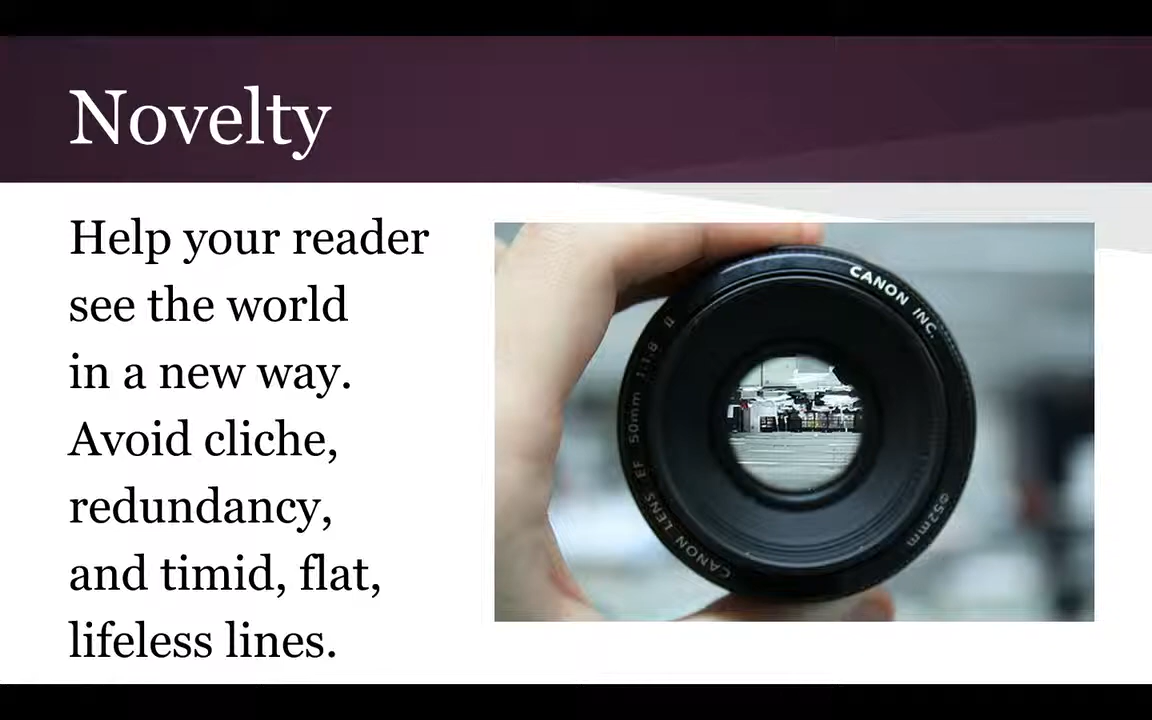 Novelty
Help your reader
see the world
in a new way.
Avoid cliche,
redundancy,
and timid, flat,
lifeless lines.
CANON INC.
CANON LENS EF 50mm 1:1.8 II
⌀52mm